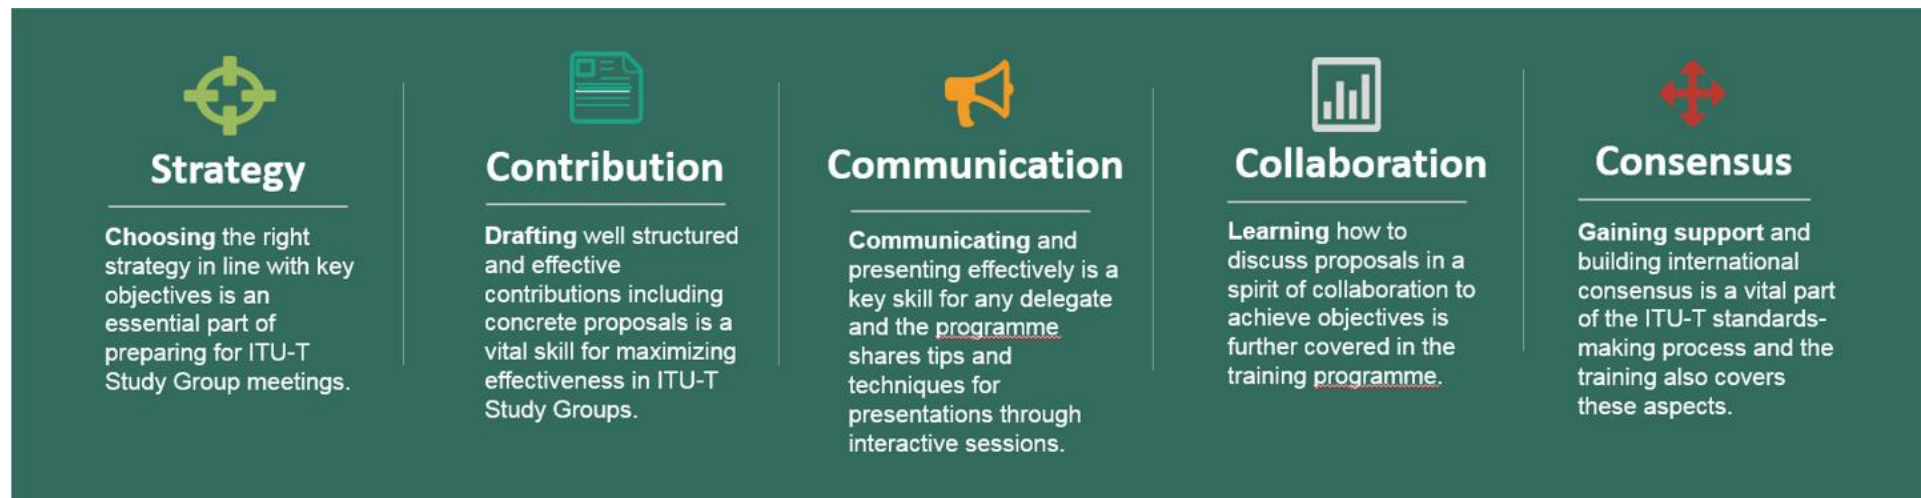 Strategy
Choosing the right
strategy in line with key
objectives is an
essential part of
preparing for ITU-T
Study Group meetings.
Contribution
Drafting well structured
and effective
contributions including
concrete proposals is a
vital skill for maximizing
effectiveness in ITU-T
Study Groups.
Communication
Communicating and
presenting effectively is a
key skill for any delegate
and the programme
shares tips and
techniques for
presentations through
interactive sessions.
Collaboration
Learning how to
discuss proposals in a
spirit of collaboration to
achieve objectives is
further covered in the
training programme.
Consensus
Gaining support and
building international
consensus is a vital part
of the ITU-T standards-
making process and the
training also covers
these aspects.